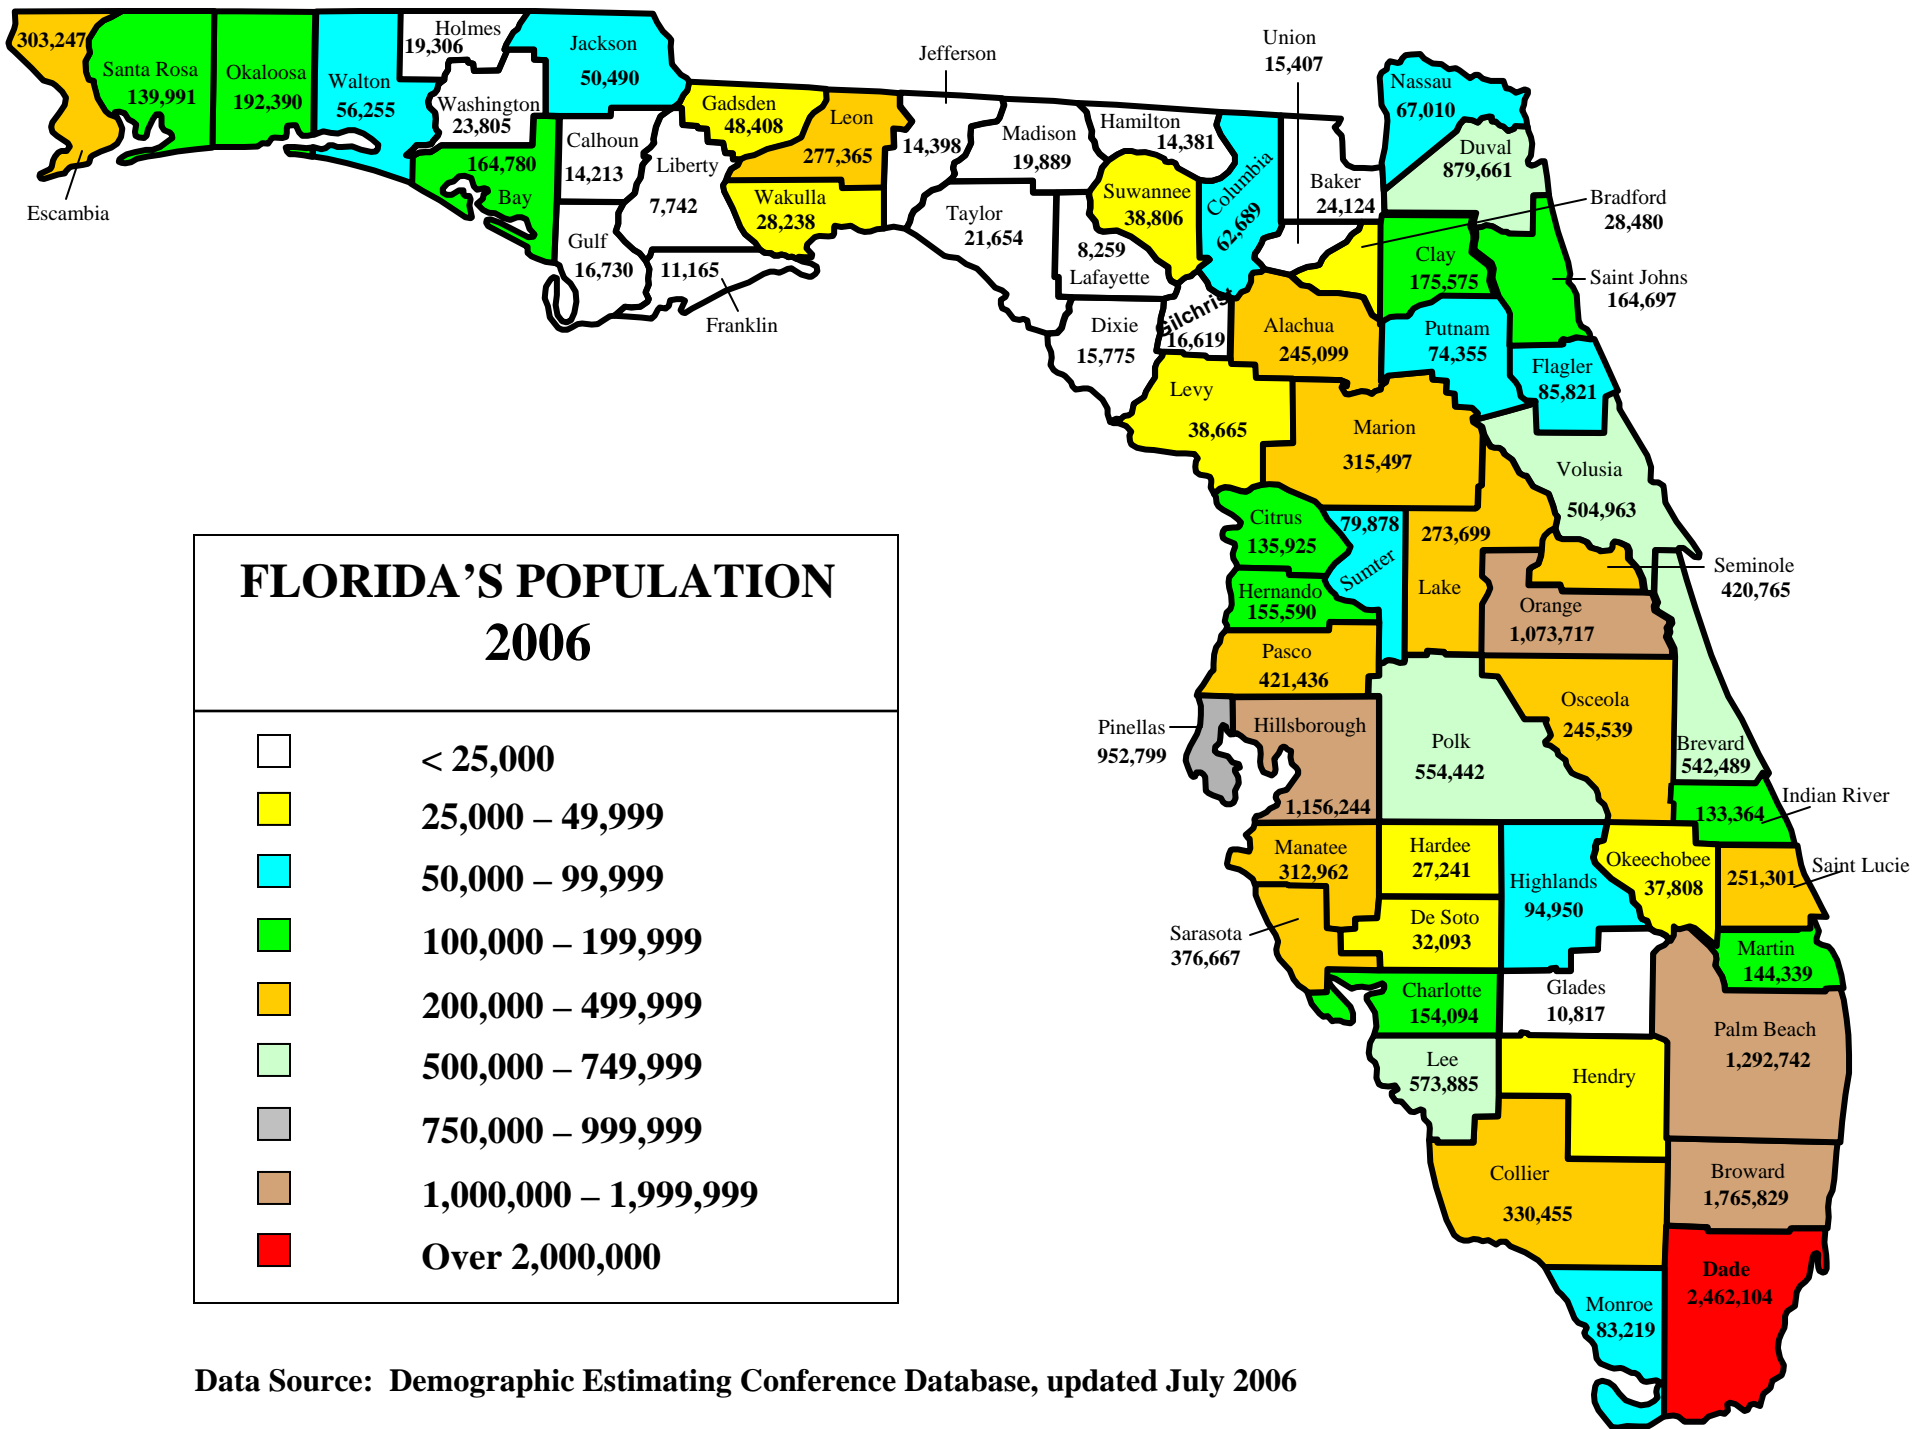 303,247
Escambia
Santa Rosa
139,991
Okaloosa
192,390
Walton
56,255
Holmes
19,306
Washington
23,805
Jackson
50,490
164,780
Bay
Calhoun
14,213
Gulf
16,730
Liberty
7,742
11,165
Franklin
Gadsden
48,408
Leon
277,365
Wakulla
28,238
Jefferson
14,398
Madison
19,889
Taylor
21,654
Hamilton
14,381
Suwannee
38,806
8,259
Lafayette
Dixie
15,775
Columbia
62,689
Gilchrist
16,619
Union
15,407
Baker
24,124
Nassau
67,010
Duval
879,661
Bradford
28,480
Clay
175,575
Saint Johns
164,697
Alachua
245,099
Putnam
74,355
Flagler
85,821
Levy
38,665
Marion
315,497
Volusia
504,963
Citrus
135,925
79,878
Sumter
273,699
Lake
Seminole
420,765
Hernando
155,590
Orange
1,073,717
Pasco
421,436
Pinellas
952,799
Hillsborough
1,156,244
Polk
554,442
Osceola
245,539
Brevard
542,489
Indian River
133,364
Manatee
312,962
Hardee
27,241
Highlands
94,950
Okeechobee
37,808
Saint Lucie
251,301
Sarasota
376,667
De Soto
32,093
Martin
144,339
Charlotte
154,094
Glades
10,817
Palm Beach
1,292,742
Lee
573,885
Hendry
Collier
330,455
Broward
1,765,829
Dade
2,462,104
Monroe
83,219
FLORIDA'S POPULATION
2006
< 25,000
25,000 – 49,999
50,000 – 99,999
100,000 – 199,999
200,000 – 499,999
500,000 – 749,999
750,000 – 999,999
1,000,000 – 1,999,999
Over 2,000,000
Data Source: Demographic Estimating Conference Database, updated July 2006